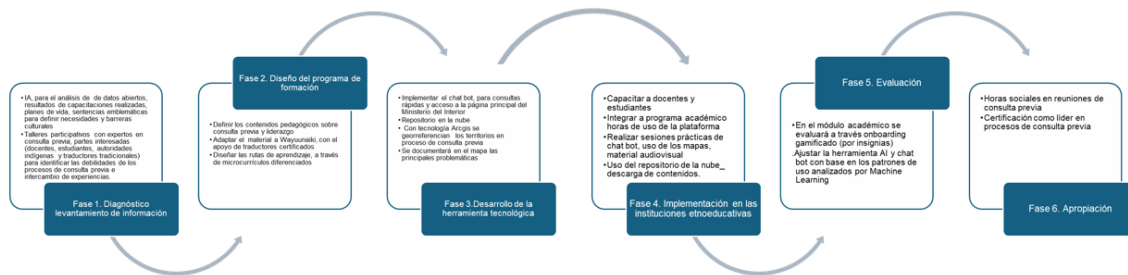 •IA, para el análisis de de datos abiertos,
resultados de capacitaciones realizadas,
planes de vida, sentencias emblemáticas
para definir necesidades y barreras
culturales
•Talleres participativos con expertos en
consulta previa, partes interesadas
(docentes, estudiantes, autoridades
indígenas y traductores tradicionales)
para identificar las debilidades de los
procesos de consulta previa e
intercambio de experiencias.
Fase 1. Diagnóstico
levantamiento de información
Fase 2. Diseño del programa de
formación
•Definir los contenidos pedagógicos sobre
consulta previa y liderazgo
•Adaptar el material a Wayuunaiki, con el
apoyo de traductores certificados
•Diseñar las rutas de aprendizaje, a través
de microcurrículos diferenciados
•Implementar el chat bot, para consultas
rápidas y acceso a la página principal del
Ministerio del Interior
•Repositorio en la nube
• Con tecnología Arcgis se
georreferencian los territorios en
proceso de consulta previa
•Se documentará en el mapa las
principales problemáticas
Fase 3.Desarrollo de la
herramienta tecnológica
•Capacitar a docentes y
estudiantes
•Integrar a programa académico
horas de uso de la plataforma
•Realizar sesiones prácticas de
chat bot, uso de los mapas,
material audiovisual
•Uso del repositorio de la nube_
descarga de contenidos.
Fase 4. Implementación en las
instituciones etnoeducativas
Fase 5. Evaluación
•En el módulo académico se
evaluará a través onboarding
gamificado (por insignias)
.Ajustar la herramienta AI y chat
bot con base en los patrones de
uso analizados por Machine
Learning
•Horas sociales en reuniones de
consulta previa
•Certificación como líder en
procesos de consulta previa
Fase 6. Apropiación